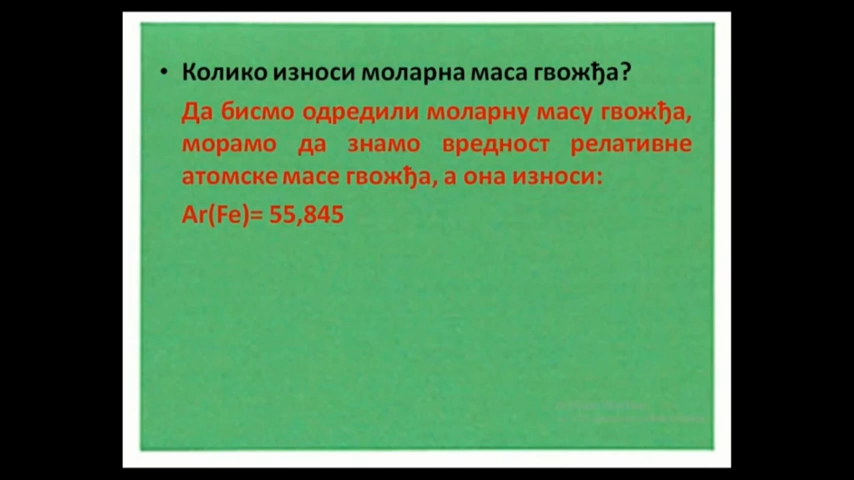 • Колико износи моларна маса гвожђа?
Да бисмо одредили моларну масу гвожђа,
морамо да знамо вредност релативне
атомске масе гвожђа, а она износи:
Ar(Fe)= 55,845